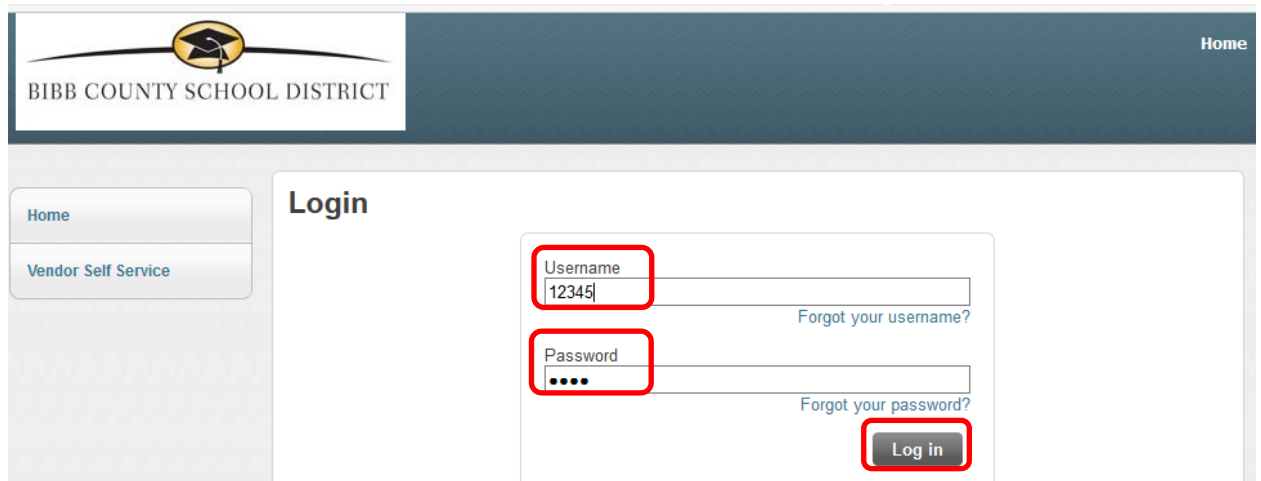 Home
BIBB COUNTY SCHOOL DISTRICT
Home
Vendor Self Service
Login
Username
12345
Forgot your username?
Password
••••
Forgot your password?
Log in